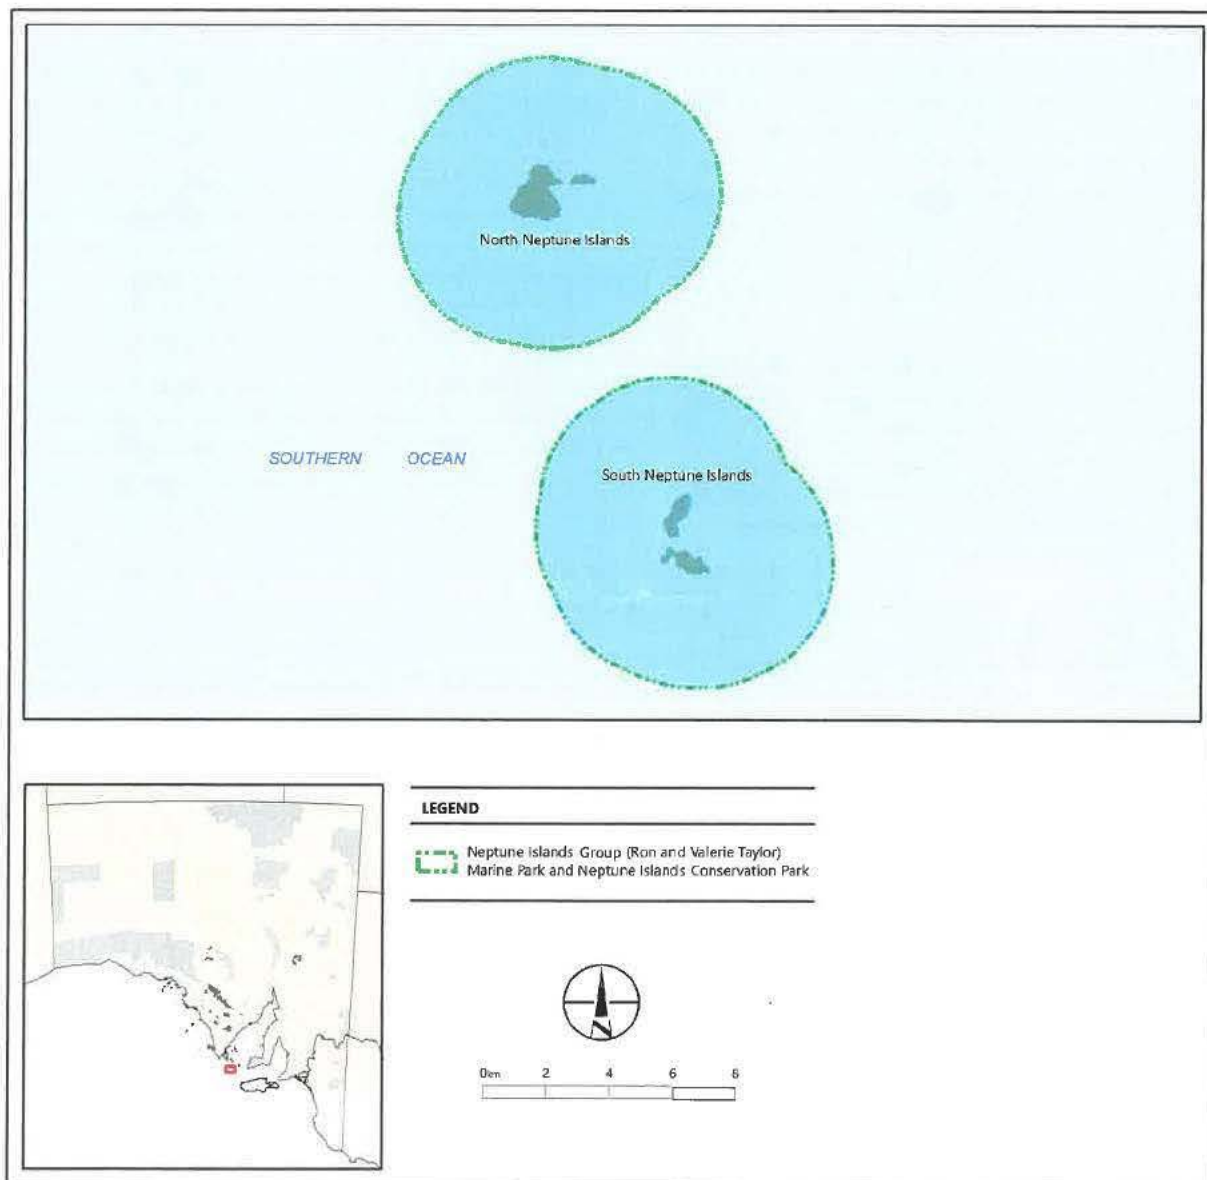 North Neptune Islands
SOUTHERN OCEAN
South Neptune Islands
LEGEND
Neptune Islands Group (Ron and Valerie Taylor)
Marine Park and Neptune Islands Conservation Park
N
0km 2 4 6 8